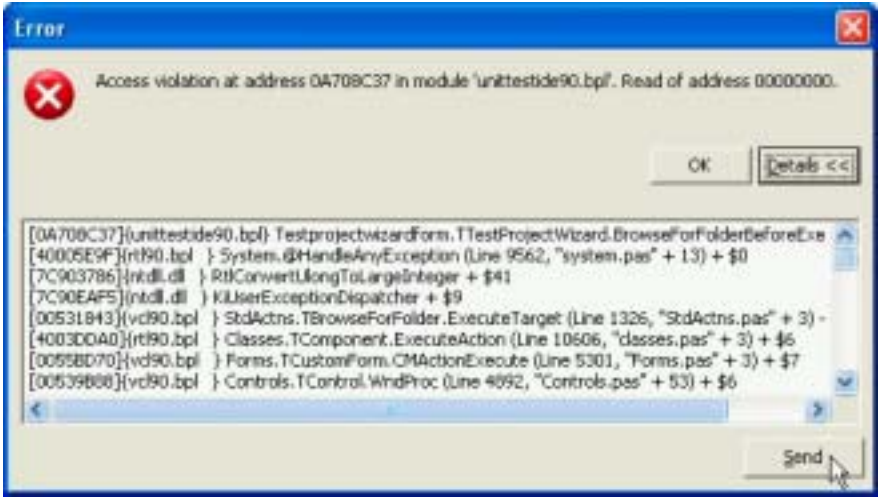 Error
Access violation at address 0A708C37 in module 'unittestide90.bpl'. Read of address 00000000.
OK
Details <<
[0A708C37]{unittestide90.bpl} Testprojectwizardform.TTestProjectWizard.BrowseForFolderBeforeExe
[40005E9F]{rtl90.bpl } System.@HandleAnyException (Line 9562, "system.pas" + 13) + $0
[7C903786]{ntdll.dll } RtlConvertUlongToLargeInteger + $41
[7C90EAF5]{ntdll.dll } KiUserExceptionDispatcher + $9
[00531843]{vcl90.bpl } StdActns.TBrowseForFolder.ExecuteTarget (Line 1326, "StdActns.pas" + 3) -
[4003DDA0]{rtl90.bpl } Classes.TComponent.ExecuteAction (Line 10606, "classes.pas" + 3) + $6
[0055BD70]{vcl90.bpl } Forms.TCustomForm.CMActionExecute (Line 5301, "Forms.pas" + 3) + $7
[00539B88]{vcl90.bpl } Controls.TControl.WndProc (Line 4892, "Controls.pas" + 53) + $6
Send